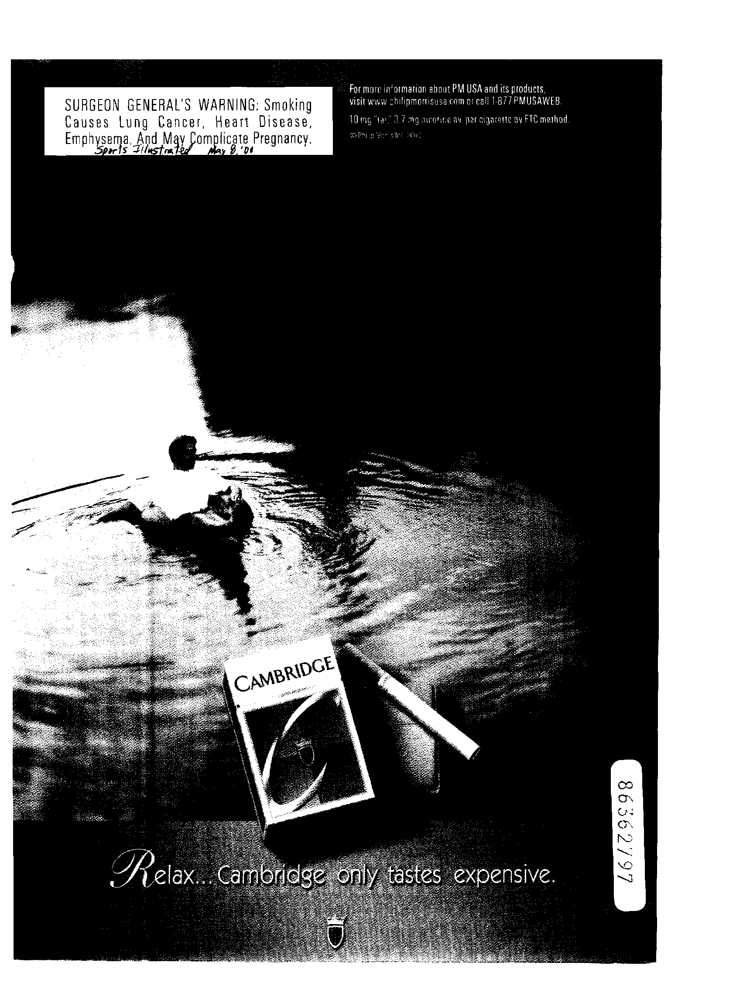 SURGEON GENERAL'S WARNING: Smoking
Causes Lung Cancer, Heart Disease,
Emphysema, And May Complicate Pregnancy.
Sports Illustrated May 8, '01
For more information about PM USA and its products,
visit www.philipmorrisusa.com or call 1-877-PMUSAWEB.
10 mg "tar," 0.7 mg nicotine av. per cigarette by FTC method.
CAMBRIDGE
Relax... Cambridge only tastes expensive.
86362797